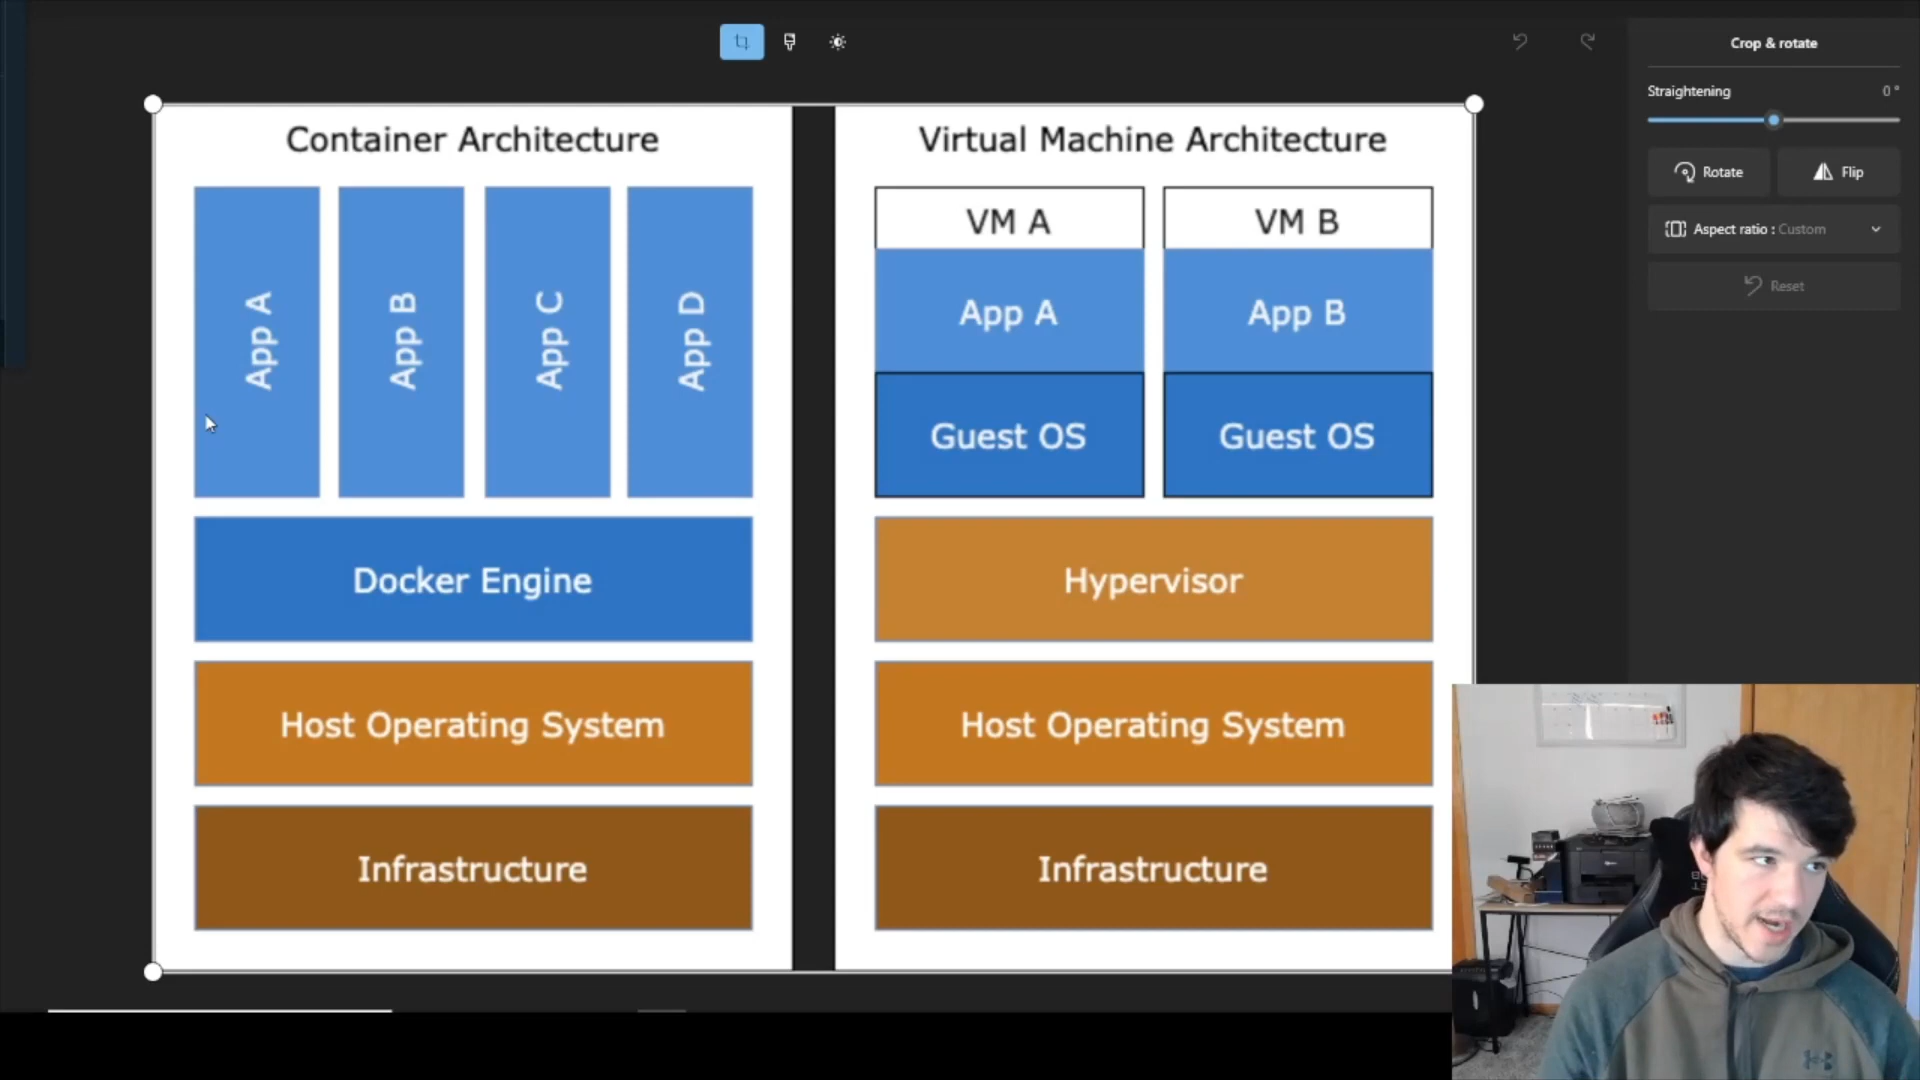 Crop & rotate
Straightening 0 °
Rotate Flip
Aspect ratio : Custom
Reset
Container Architecture
App A
App B
App C
App D
Docker Engine
Host Operating System
Infrastructure
Virtual Machine Architecture
VM A
App A
Guest OS
VM B
App B
Guest OS
Hypervisor
Host Operating System
Infrastructure